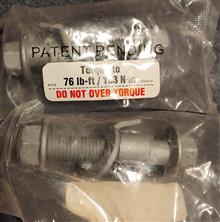 PATENT PENDING
Torque to
76 lb-ft / 103 N-m
DO NOT OVER TORQUE